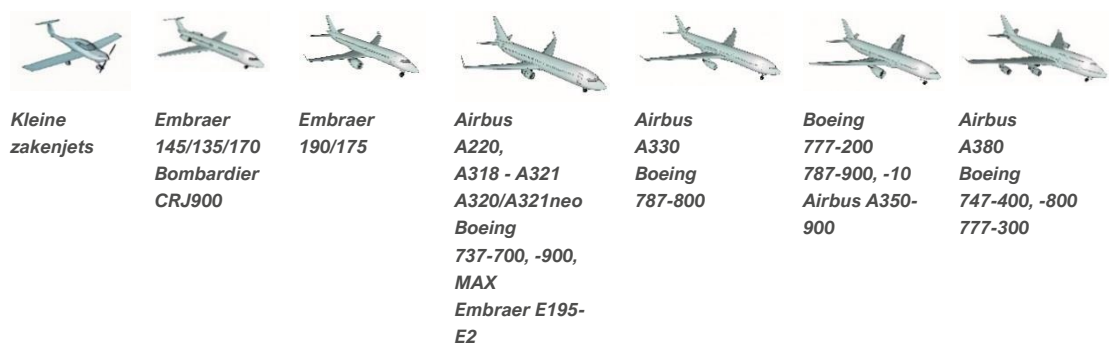 Kleine
zakenjets
Embraer
145/135/170
Bombardier
CRJ900
Embraer
190/175
Airbus
A220,
A318 - A321
A320/A321neo
Boeing
737-700, -900,
MAX
Embraer E195-
E2
Airbus
A330
Boeing
787-800
Boeing
777-200
787-900, -10
Airbus A350-
900
Airbus
A380
Boeing
747-400, -800
777-300